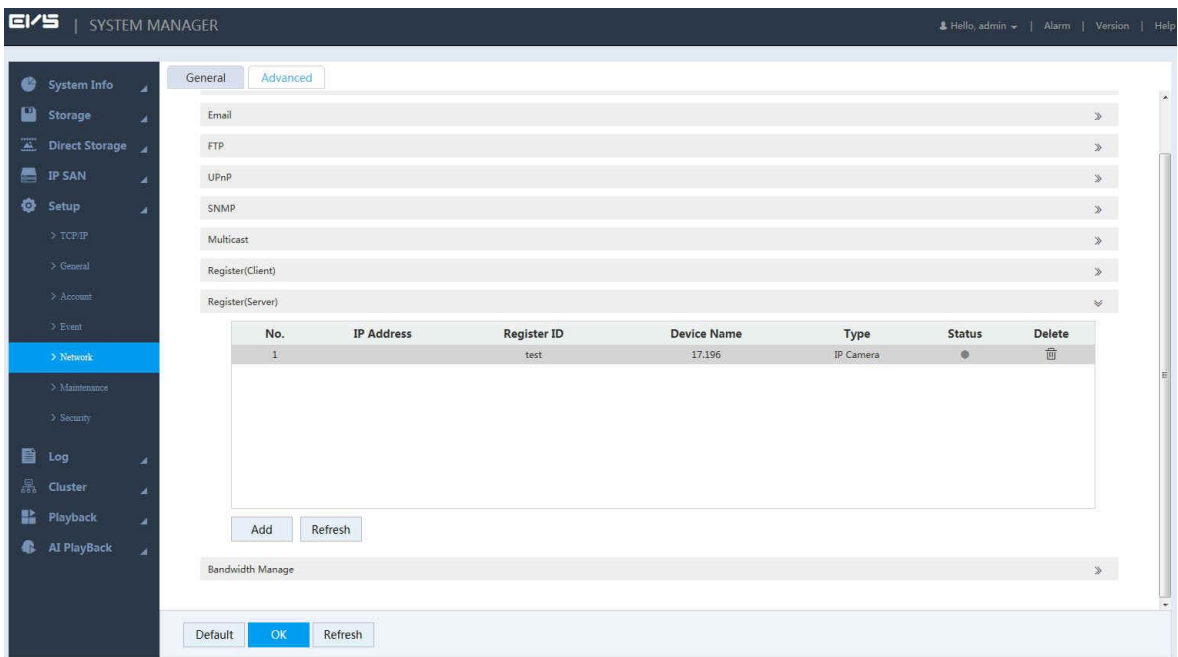 EVS | SYSTEM MANAGER
Hello, admin | Alarm | Version | Help
System Info
Storage
Direct Storage
IP SAN
Setup
> TCP/IP
> General
> Account
> Event
> Network
> Maintenance
> Security
Log
Cluster
Playback
AI PlayBack
General Advanced
Email
FTP
UPnP
SNMP
Multicast
Register(Client)
Register(Server)
No. IP Address Register ID Device Name Type Status Delete
1 test 17.196 IP Camera
Add Refresh
Bandwidth Manage
Default OK Refresh